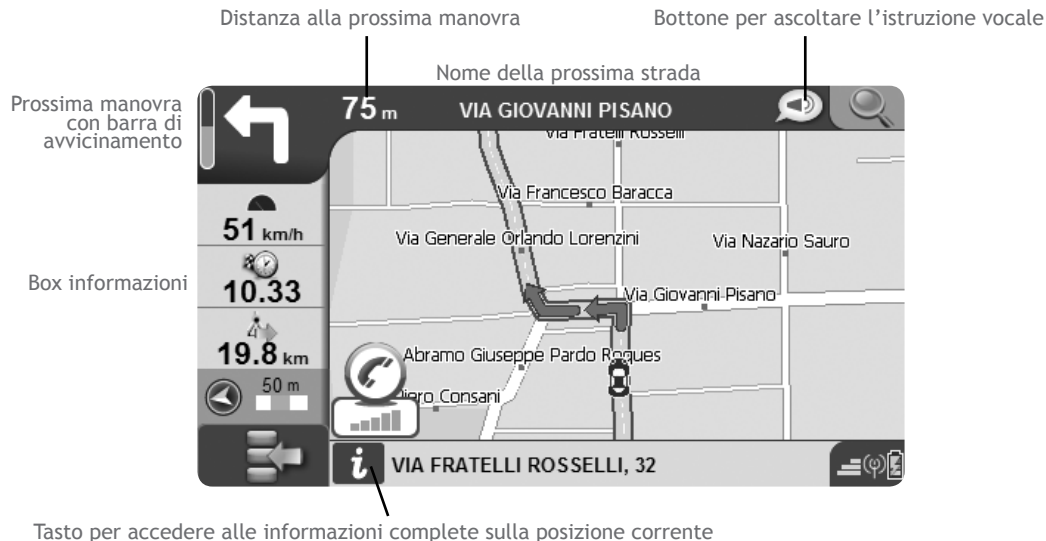 Distanza alla prossima manovra
Bottone per ascoltare l’istruzione vocale
Nome della prossima strada
Prossima manovra
con barra di
avvicinamento
75 m
VIA GIOVANNI PISANO
Via Fratelli Rosselli
Via Francesco Baracca
51 km/h
Via Generale Orlando Lorenzini
Via Nazario Sauro
Box informazioni
10.33
Via Giovanni Pisano
19.8 km
Abramo Giuseppe Pardo Roques
50 m
Piero Consani
i
VIA FRATELLI ROSSELLI, 32
Tasto per accedere alle informazioni complete sulla posizione corrente